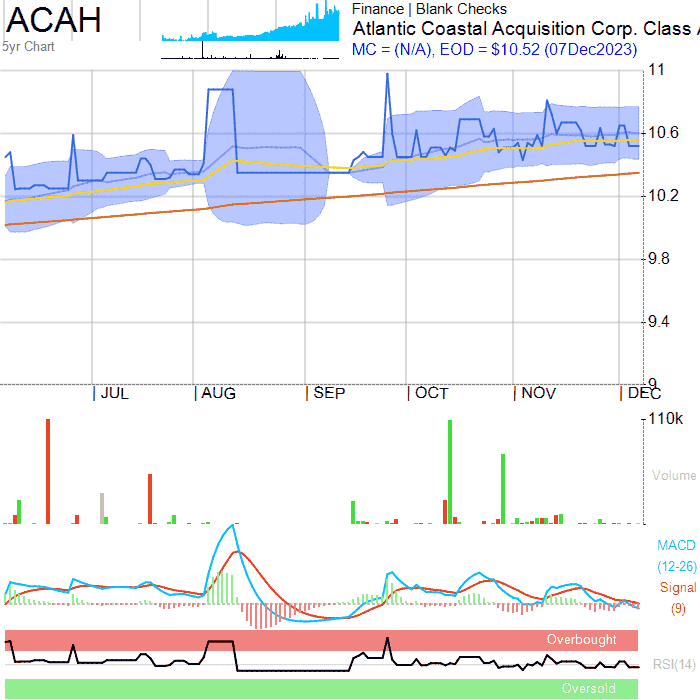 ACAH
5yr Chart
Finance | Blank Checks
Atlantic Coastal Acquisition Corp. Class A
MC = (N/A), EOD = $10.52 (07Dec2023)
11
10.6
10.2
9.8
9.4
9
JUL
AUG
SEP
OCT
NOV
DEC
110k
Volume
MACD
(12-26)
Signal
(9)
Overbought
RSI(14)
Oversold